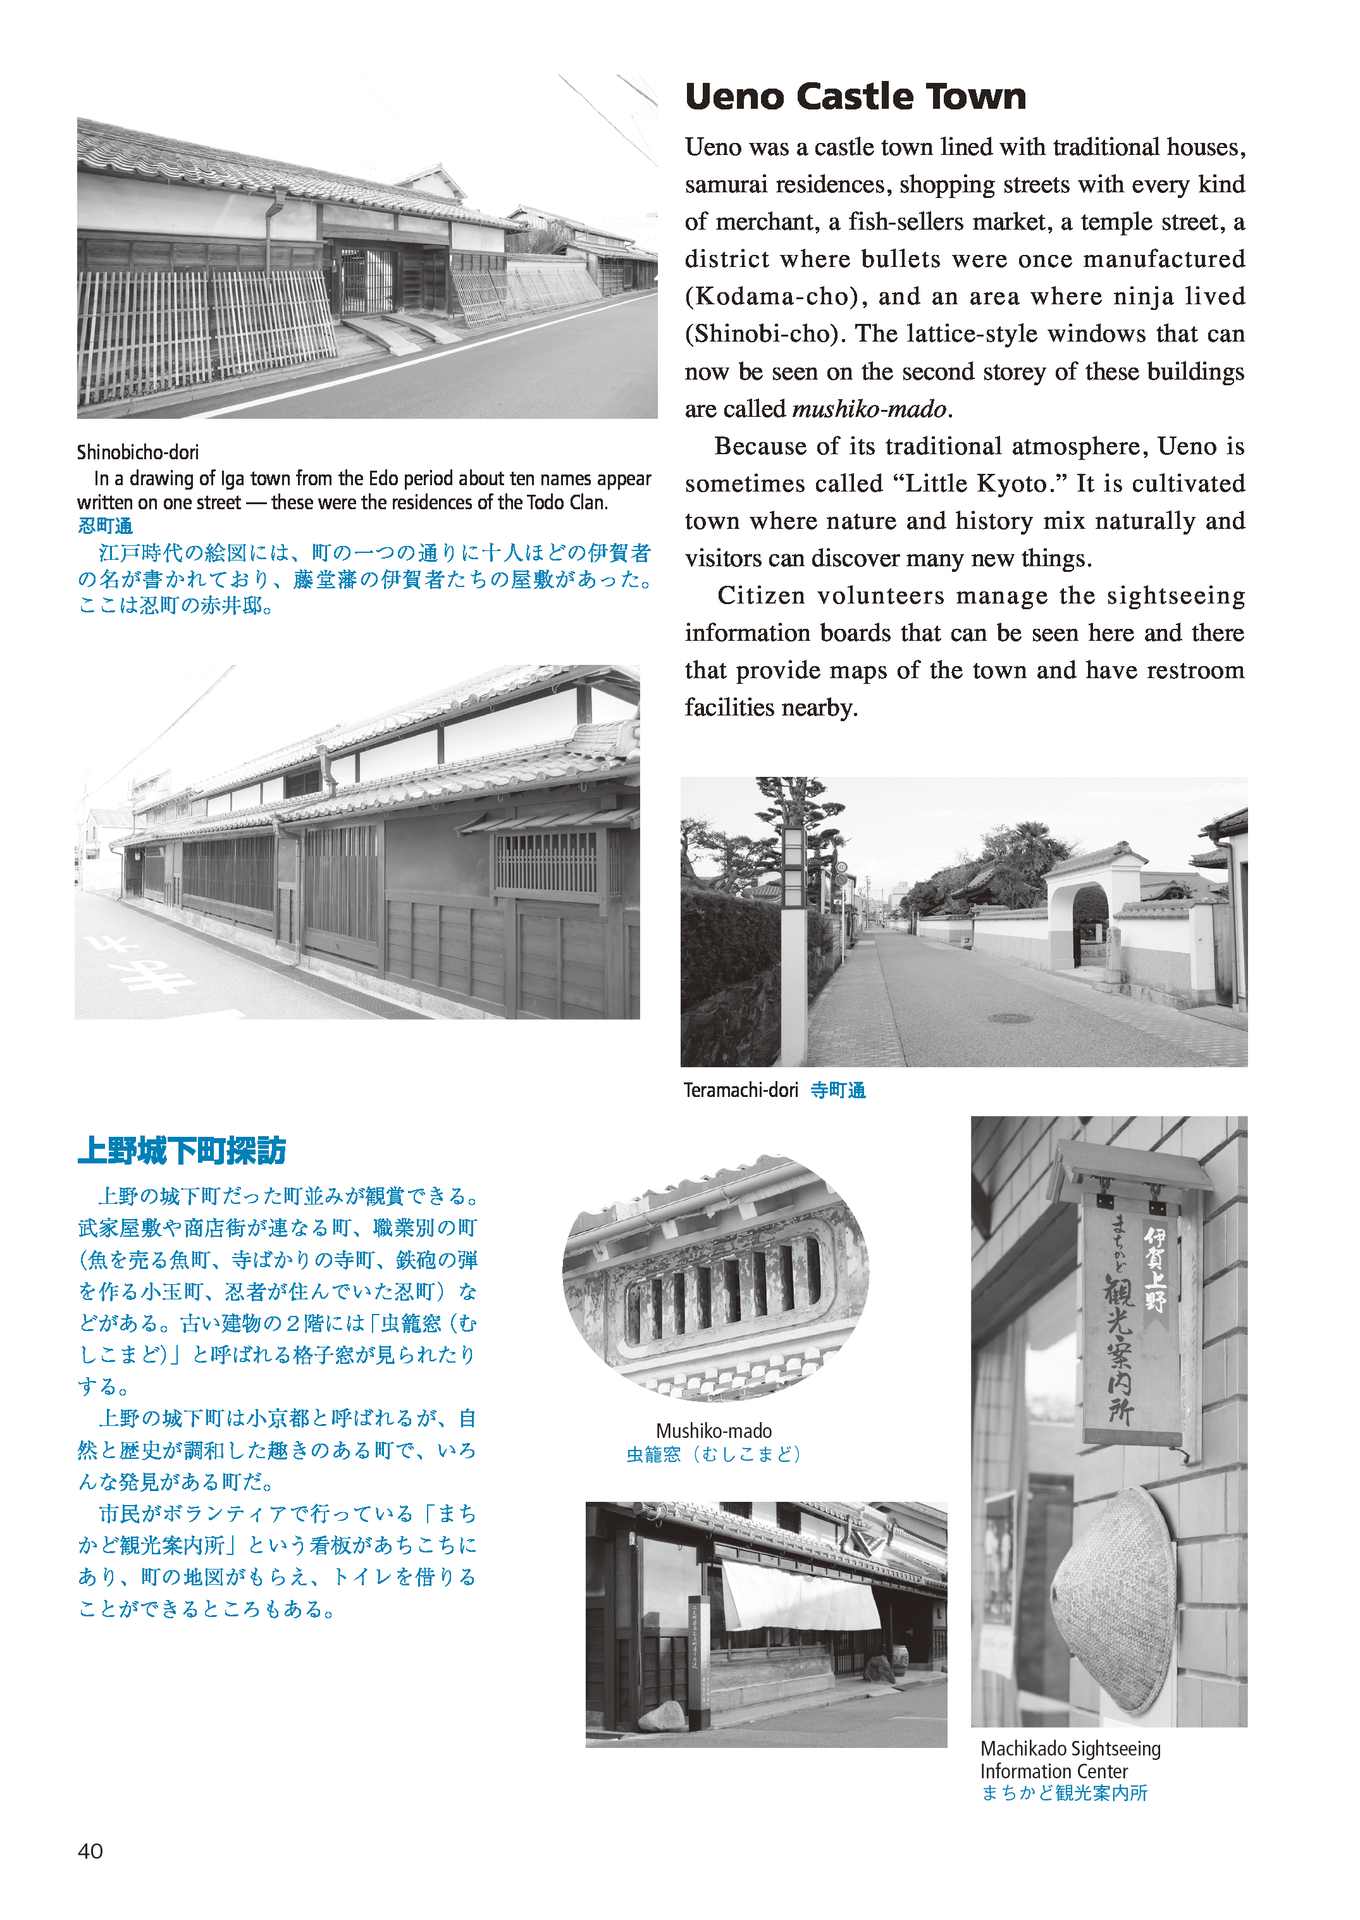 Ueno Castle Town
Ueno was a castle town lined with traditional houses,
samurai residences, shopping streets with every kind
of merchant, a fish-sellers market, a temple street, a
district where bullets were once manufactured
(Kodama-cho), and an area where ninja lived
(Shinobi-cho). The lattice-style windows that can
now be seen on the second storey of these buildings
are called mushiko-mado.
Because of its traditional atmosphere, Ueno is
sometimes called “Little Kyoto.” It is cultivated
town where nature and history mix naturally and
visitors can discover many new things.
Citizen volunteers manage the sightseeing
information boards that can be seen here and there
that provide maps of the town and have restroom
facilities nearby.
Shinobicho-dori
In a drawing of Iga town from the Edo period about ten names appear
written on one street — these were the residences of the Todo Clan.
忍町通
江戸時代の絵図には、町の一つの通りに十人ほどの伊賀者
の名が書かれており、藤堂藩の伊賀者たちの屋敷があった。
ここは忍町の赤井邸。
Teramachi-dori 寺町通
上野城下町探訪
上野の城下町だった町並みが観賞できる。
武家屋敷や商店街が連なる町、職業別の町
（魚を売る魚町、寺ばかりの寺町、鉄砲の弾
を作る小玉町、忍者が住んでいた忍町）な
どがある。古い建物の２階には「虫籠窓（む
しこまど）」と呼ばれる格子窓が見られたり
する。
上野の城下町は小京都と呼ばれるが、自
然と歴史が調和した趣きのある町で、いろ
んな発見がある町だ。
市民がボランティアで行っている「まち
かど観光案内所」という看板があちこちに
あり、町の地図がもらえ、トイレを借りる
ことができるところもある。
Mushiko-mado
虫籠窓（むしこまど）
伊賀上野
まちかど観光案内所
Machikado Sightseeing
Information Center
まちかど観光案内所
40